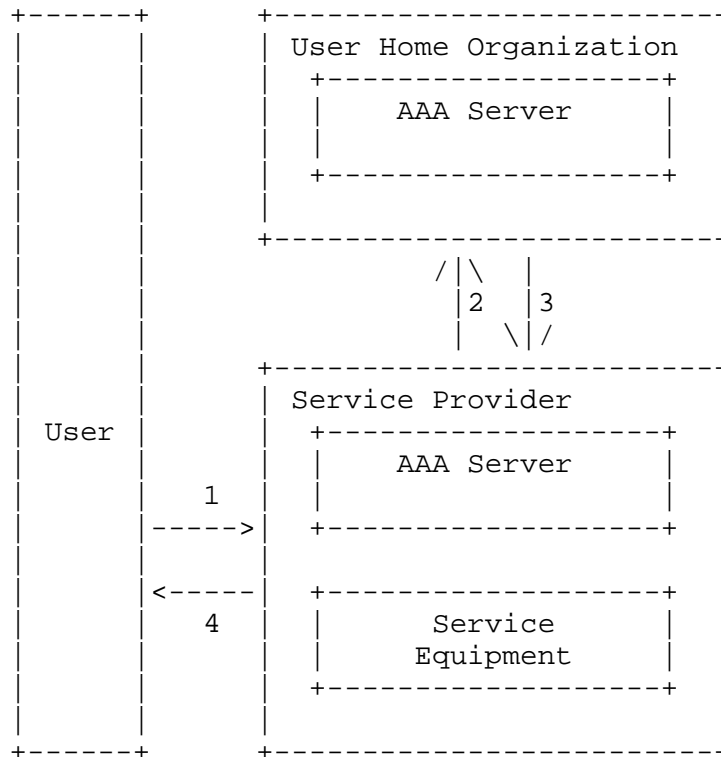 User Home Organization
AAA Server
2 3
Service Provider
User
AAA Server
1
4
Service
Equipment